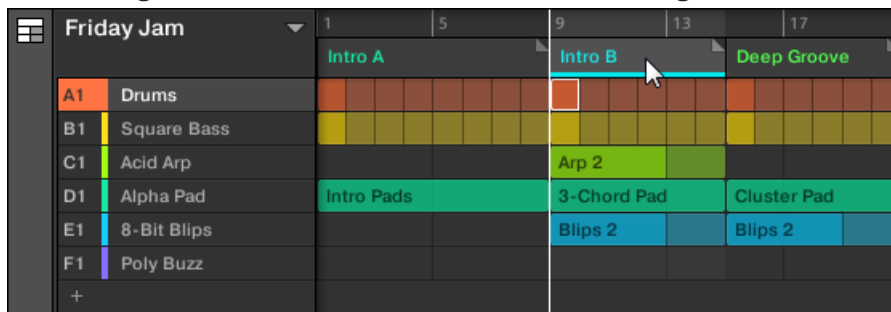 Friday Jam
1 5 9 13 17
Intro A Intro B Deep Groove
A1 Drums
B1 Square Bass
C1 Acid Arp Arp 2
D1 Alpha Pad Intro Pads 3-Chord Pad Cluster Pad
E1 8-Bit Blips Blips 2 Blips 2
F1 Poly Buzz
+